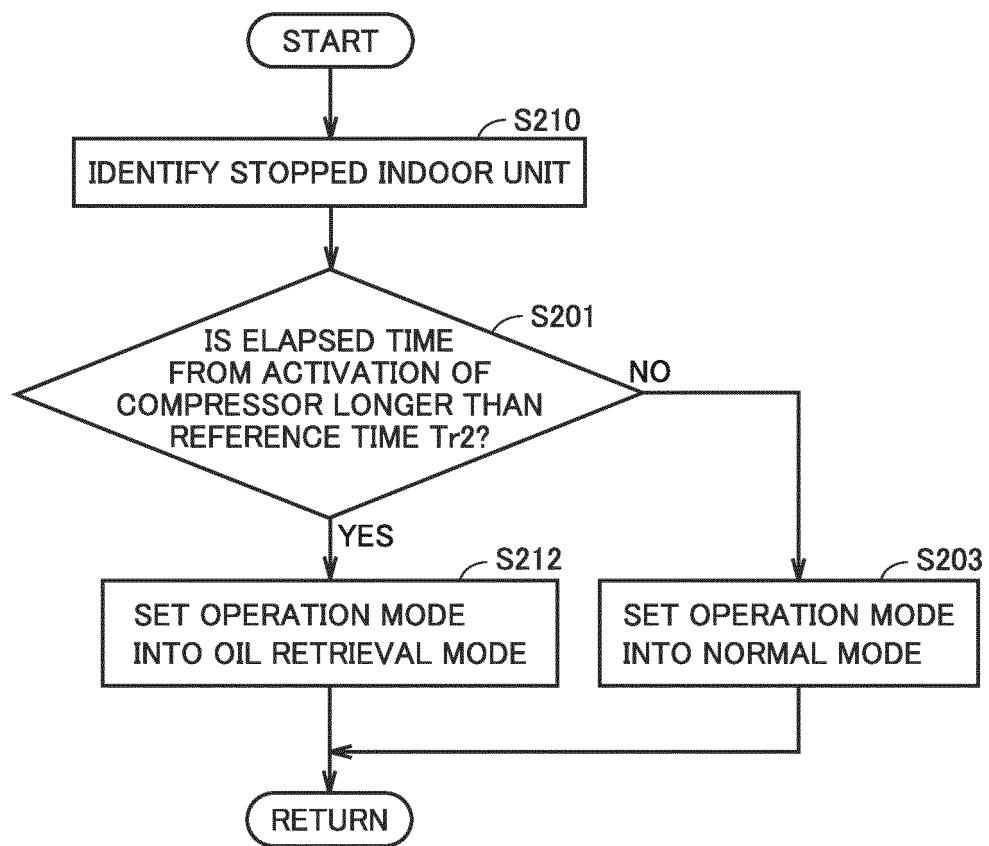 START
S210
IDENTIFY STOPPED INDOOR UNIT
S201
IS ELAPSED TIME
FROM ACTIVATION OF
COMPRESSOR LONGER THAN
REFERENCE TIME Tr2?
NO
YES
S212
SET OPERATION MODE
INTO OIL RETRIEVAL MODE
S203
SET OPERATION MODE
INTO NORMAL MODE
RETURN